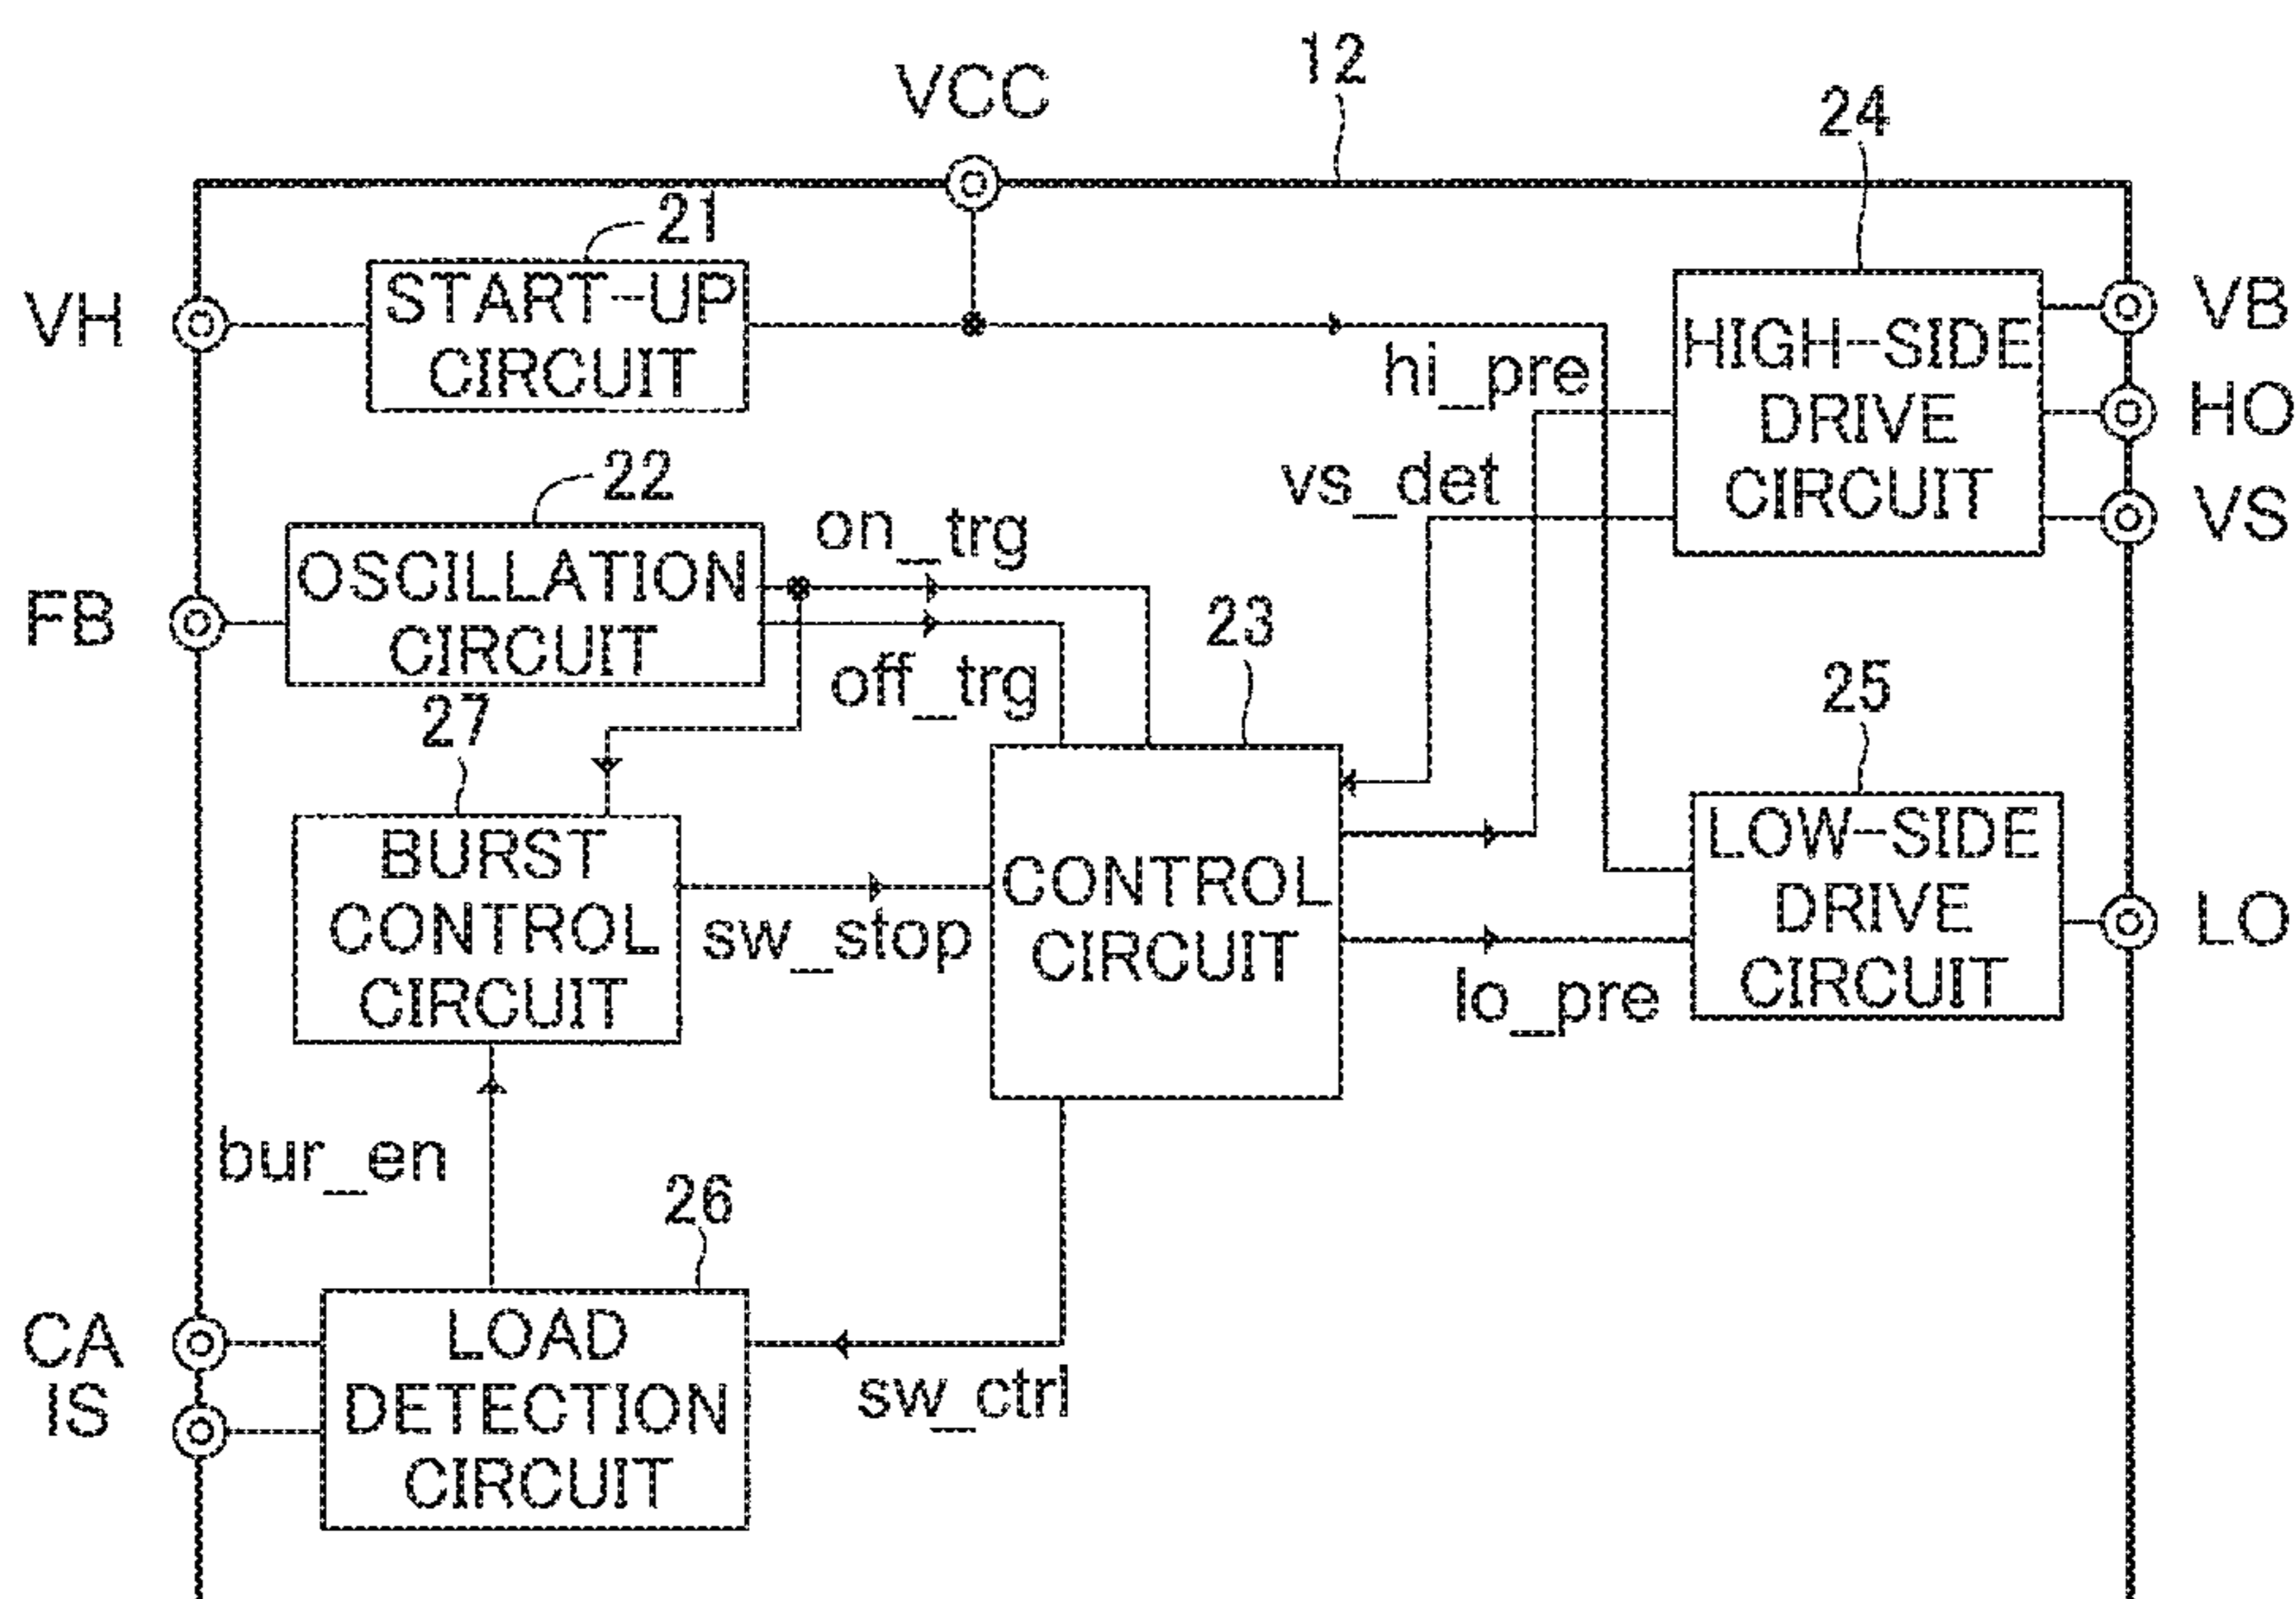 12
VCC
24
21
VH
START-UP
CIRCUIT
HIGH-SIDE
DRIVE
CIRCUIT
VB
HO
VS
hi_pre
vs_det
22
on_trg
FB
OSCILLATION
CIRCUIT
off_trg
23
25
27
BURST
CONTROL
CIRCUIT
sw_stop
CONTROL
CIRCUIT
LOW-SIDE
DRIVE
CIRCUIT
LO
lo_pre
bur_en
26
CA
IS
LOAD
DETECTION
CIRCUIT
sw_ctrl